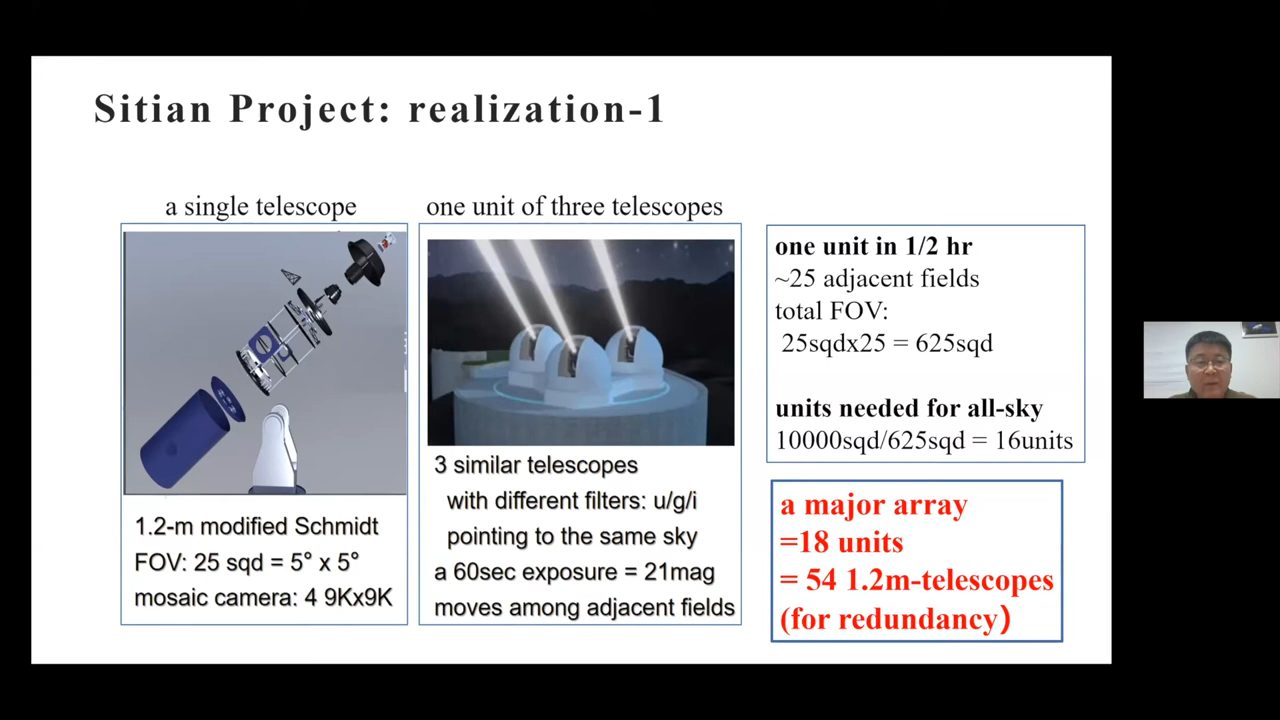 Sitian Project: realization-1
a single telescope
1.2-m modified Schmidt
FOV: 25 sqd = 5° x 5°
mosaic camera: 4 9Kx9K
one unit of three telescopes
3 similar telescopes
with different filters: u/g/i
pointing to the same sky
a 60sec exposure = 21mag
moves among adjacent fields
one unit in 1/2 hr
~25 adjacent fields
total FOV:
25sqdx25 = 625sqd
units needed for all-sky
10000sqd/625sqd = 16units
a major array
=18 units
= 54 1.2m-telescopes
(for redundancy)